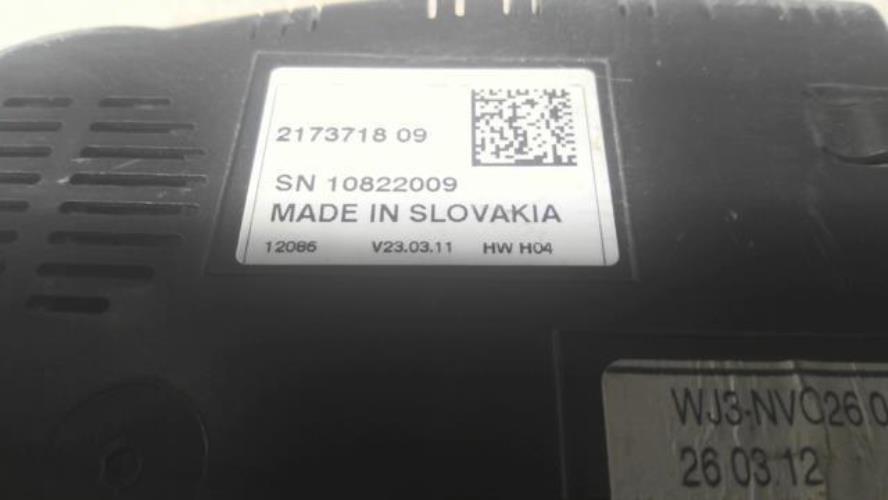 2173718 09
SN 10822009
MADE IN SLOVAKIA
12086 V23.03.11 HW H04
26 03 12